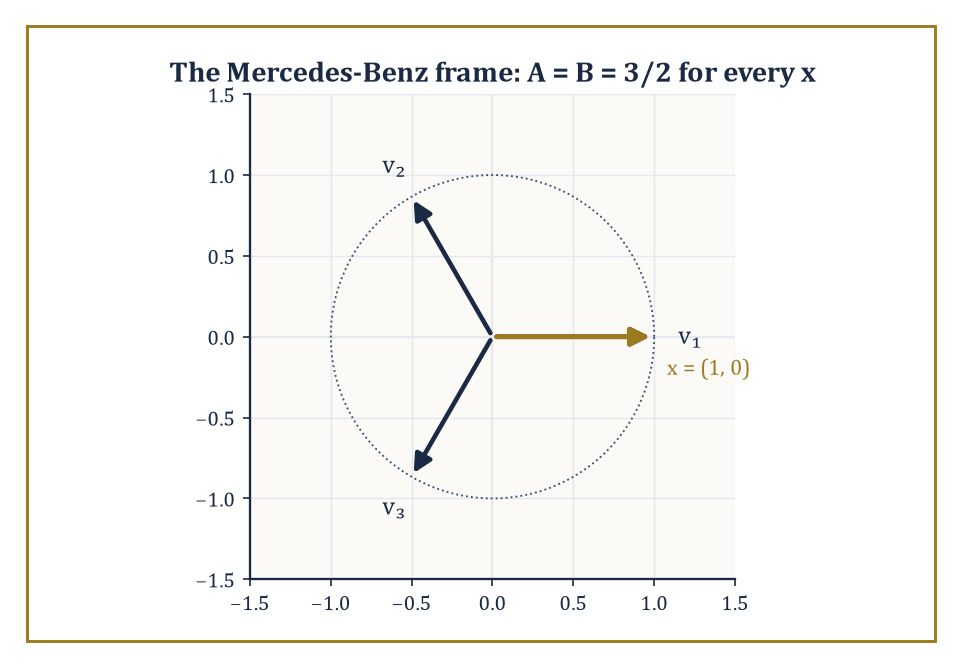 The Mercedes-Benz frame: A = B = 3/2 for every x
1.5
v₂
1.0
0.5
0.0
v₁
x = (1, 0)
−0.5
−1.0
v₃
−1.5
−1.5 −1.0 −0.5 0.0 0.5 1.0 1.5